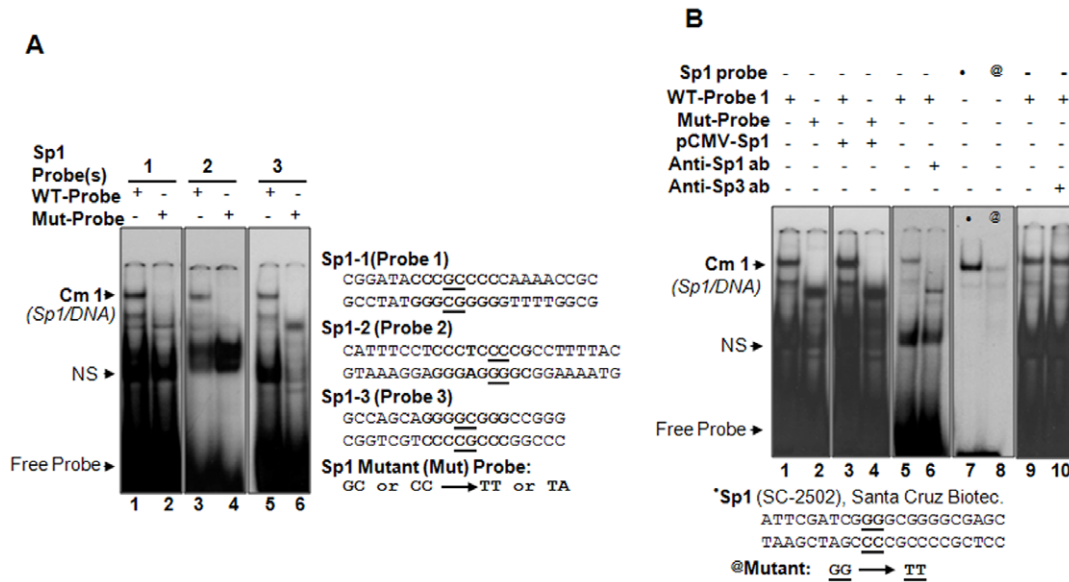 A
Sp1
Probe(s) 1 2 3
WT-Probe + - + - + -
Mut-Probe - + - + - +
Cm 1
(Sp1/DNA)
NS
Free Probe
1 2 3 4 5 6
Sp1-1(Probe 1)
CGGATACCCGCCCCCAAAACCGC
GCCTATGGGCGGGGGTTTTGGCG
Sp1-2 (Probe 2)
CATTTCCTCCCTCCCCGCCTTTTAC
GTAAAGGAGGGAGGGGCGGAAAATG
Sp1-3 (Probe 3)
GCCAGCAGGGGCGGGCCGGG
CGGTCGTCCCCGCCCGGCCC
Sp1 Mutant (Mut) Probe:
GC or CC TT or TA
B
Sp1 probe - - - - - - • @ - -
WT-Probe 1 + - + - + + - - + +
Mut-Probe - + - + - - - - - -
pCMV-Sp1 - - + + - - - - - -
Anti-Sp1 ab - - - - - + - - - -
Anti-Sp3 ab - - - - - - - - - +
• @
Cm 1
(Sp1/DNA)
NS
Free Probe
1 2 3 4 5 6 7 8 9 10
•Sp1 (SC-2502), Santa Cruz Biotec.
ATTCGATCGGGGCGGGGCGAGC
TAAGCTAGCCCCGCCCCGCTCC
@Mutant: GG TT